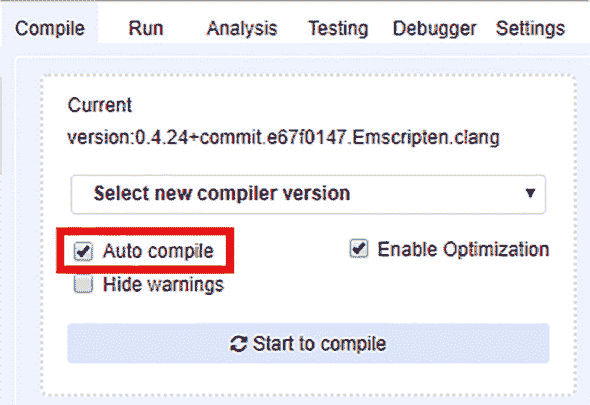 Compile Run Analysis Testing Debugger Settings
Current
version:0.4.24+commit.e67f0147.Emscripten.clang
Select new compiler version
Auto compile Enable Optimization
Hide warnings
Start to compile